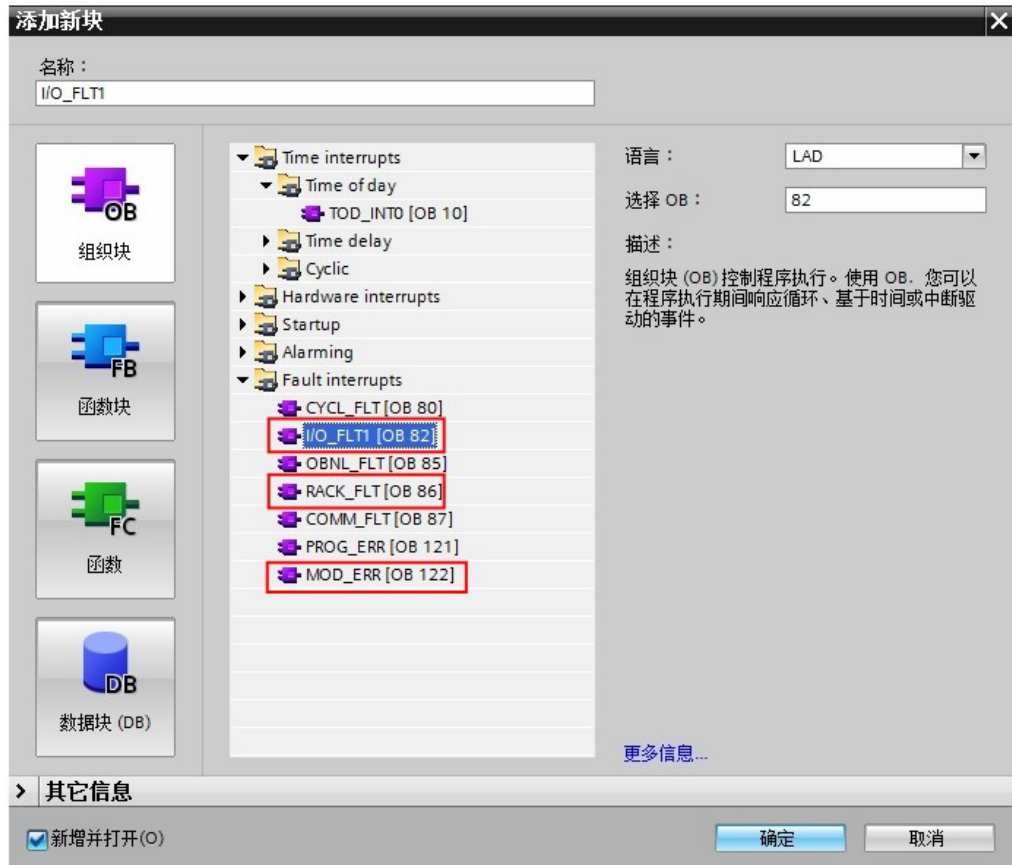 添加新块
名称：
I/O_FLT1
OB
组织块
FB
函数块
FC
函数
DB
数据块 (DB)
Time interrupts
Time of day
TOD_INT0 [OB 10]
Time delay
Cyclic
Hardware interrupts
Startup
Alarming
Fault interrupts
CYCL_FLT [OB 80]
I/O_FLT1 [OB 82]
OBNL_FLT [OB 85]
RACK_FLT [OB 86]
COMM_FLT [OB 87]
PROG_ERR [OB 121]
MOD_ERR [OB 122]
语言： LAD
选择 OB： 82
描述：
组织块 (OB) 控制程序执行。使用 OB．您可以
在程序执行期间响应循环、基于时间或中断驱
动的事件。
更多信息...
其它信息
新增并打开(O)
确定
取消